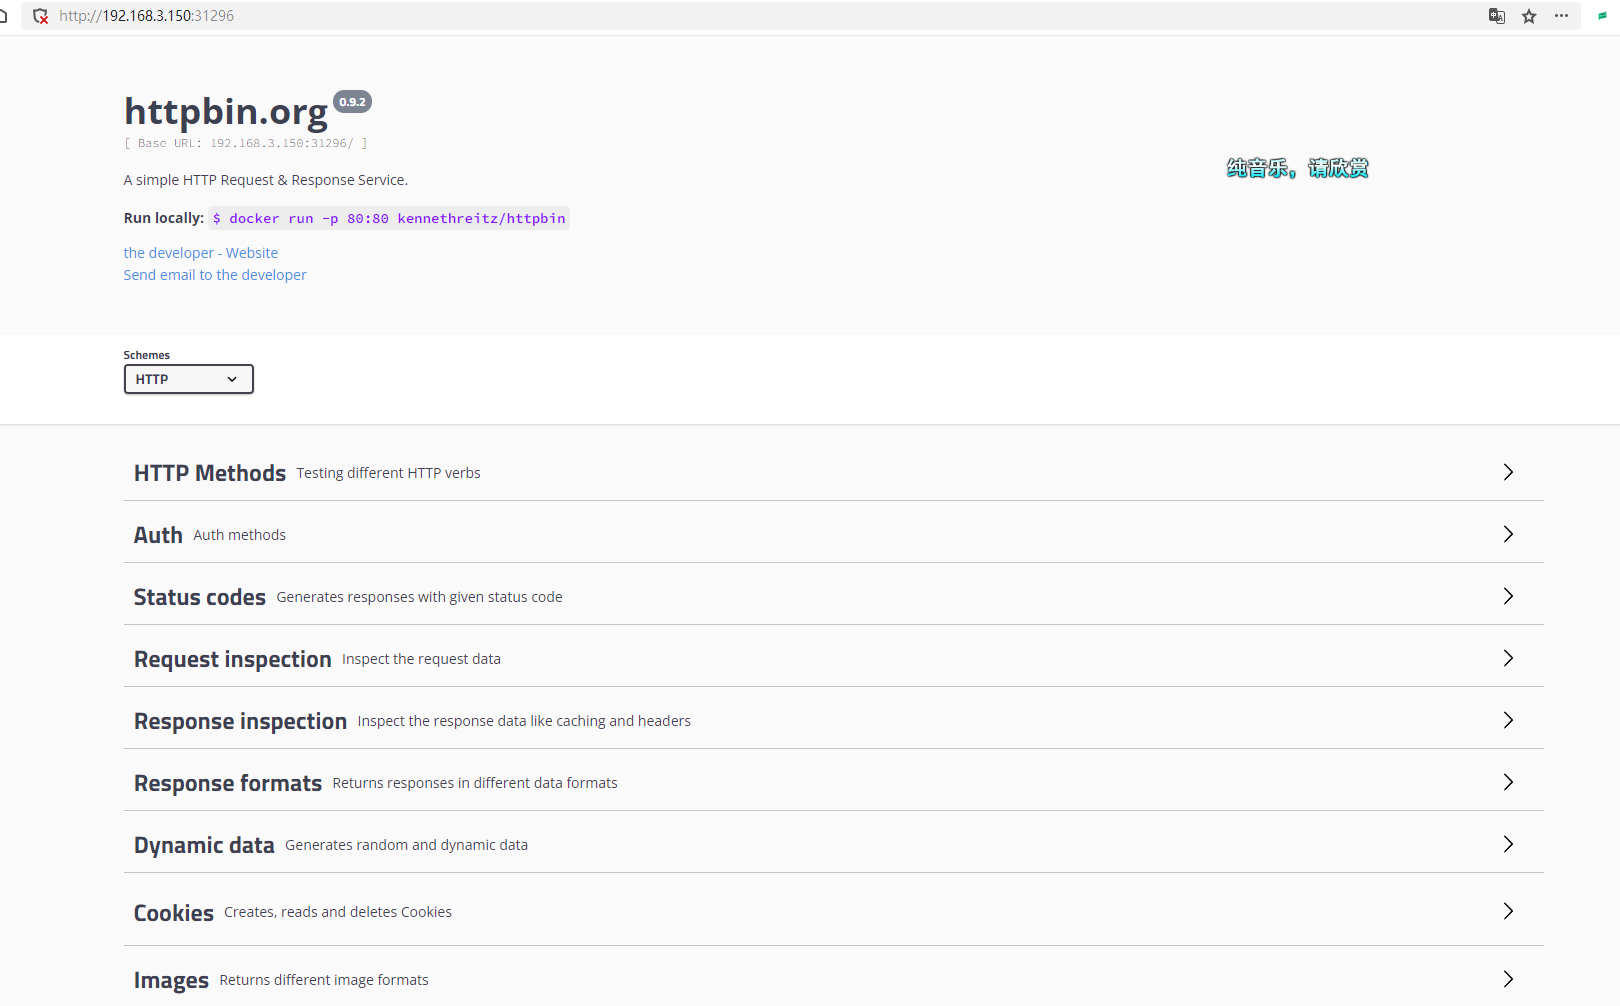 http://192.168.3.150:31296
httpbin.org 0.9.2
[ Base URL: 192.168.3.150:31296/ ]
纯音乐，请欣赏
A simple HTTP Request & Response Service.
Run locally: $ docker run -p 80:80 kennethreitz/httpbin
the developer - Website
Send email to the developer
Schemes
HTTP
HTTP Methods Testing different HTTP verbs
Auth Auth methods
Status codes Generates responses with given status code
Request inspection Inspect the request data
Response inspection Inspect the response data like caching and headers
Response formats Returns responses in different data formats
Dynamic data Generates random and dynamic data
Cookies Creates, reads and deletes Cookies
Images Returns different image formats